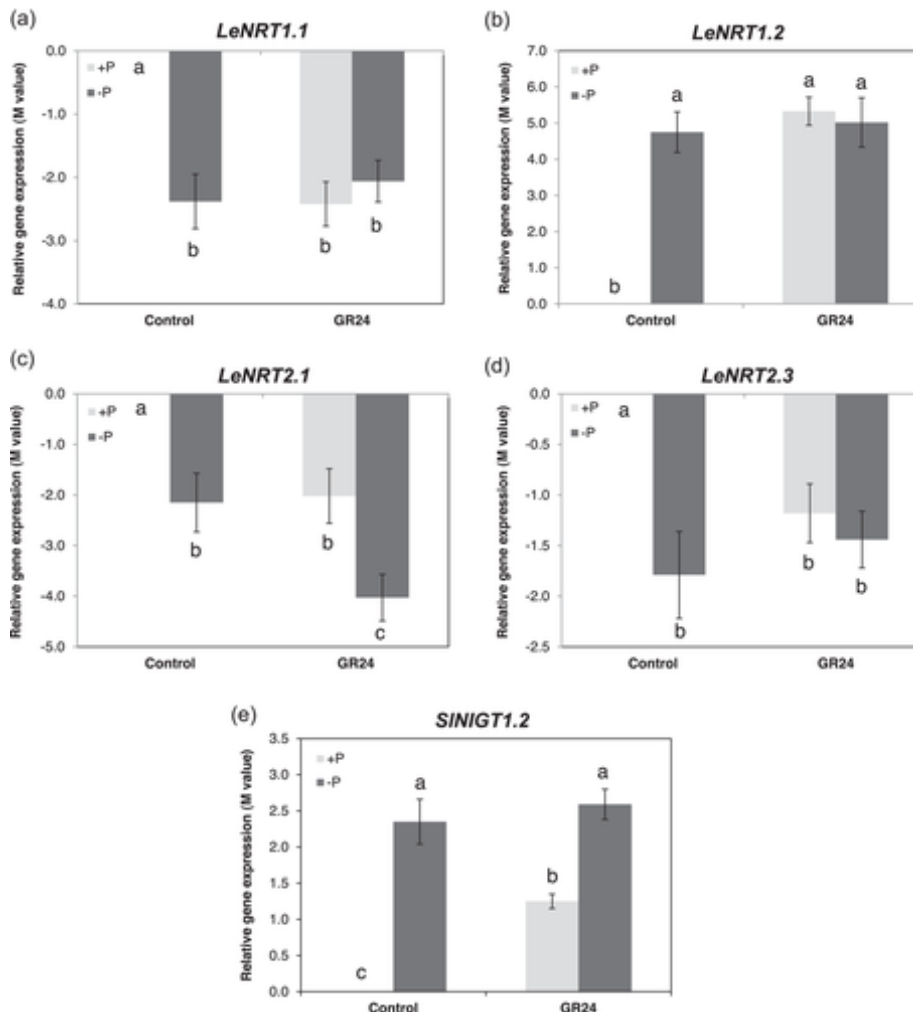 (a)
LeNRT1.1
Relative gene expression (M value)
0.0
-1.0
-2.0
-3.0
-4.0
+P
-P
a
b
b
b
Control
GR24
(b)
LeNRT1.2
Relative gene expression (M value)
7.0
6.0
5.0
4.0
3.0
2.0
1.0
0.0
+P
-P
b
a
a
a
Control
GR24
(c)
LeNRT2.1
Relative gene expression (M value)
0.0
-1.0
-2.0
-3.0
-4.0
-5.0
+P
-P
a
b
b
c
Control
GR24
(d)
LeNRT2.3
Relative gene expression (M value)
0.0
-0.5
-1.0
-1.5
-2.0
-2.5
+P
-P
a
b
b
b
Control
GR24
(e)
SlNIGT1.2
Relative gene expression (M value)
3.5
3.0
2.5
2.0
1.5
1.0
0.5
0.0
+P
-P
c
a
b
a
Control
GR24